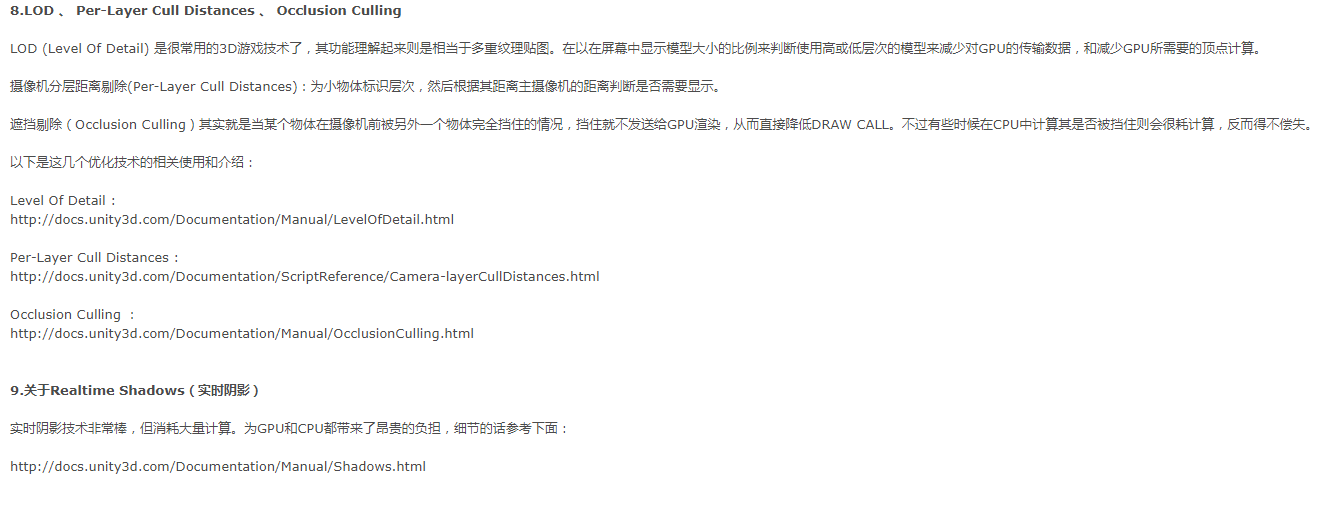 8.LOD 、 Per-Layer Cull Distances 、 Occlusion Culling
LOD (Level Of Detail) 是很常用的3D游戏技术了，其功能理解起来则是相当于多重纹理贴图。在以在屏幕中显示模型大小的比例来判断使用高或低层次的模型来减少对GPU的传输数据，和减少GPU所需要的顶点计算。
摄像机分层距离剔除(Per-Layer Cull Distances)：为小物体标识层次，然后根据其距离主摄像机的距离判断是否需要显示。
遮挡剔除（Occlusion Culling）其实就是当某个物体在摄像机前被另外一个物体完全挡住的情况，挡住就不发送给GPU渲染，从而直接降低DRAW CALL。不过有些时候在CPU中计算其是否被挡住则会很耗计算，反而得不偿失。
以下是这几个优化技术的相关使用和介绍：
Level Of Detail：
http://docs.unity3d.com/Documentation/Manual/LevelOfDetail.html
Per-Layer Cull Distances：
http://docs.unity3d.com/Documentation/ScriptReference/Camera-layerCullDistances.html
Occlusion Culling ：
http://docs.unity3d.com/Documentation/Manual/OcclusionCulling.html
9.关于Realtime Shadows（实时阴影）
实时阴影技术非常棒，但消耗大量计算。为GPU和CPU都带来了昂贵的负担，细节的话参考下面：
http://docs.unity3d.com/Documentation/Manual/Shadows.html